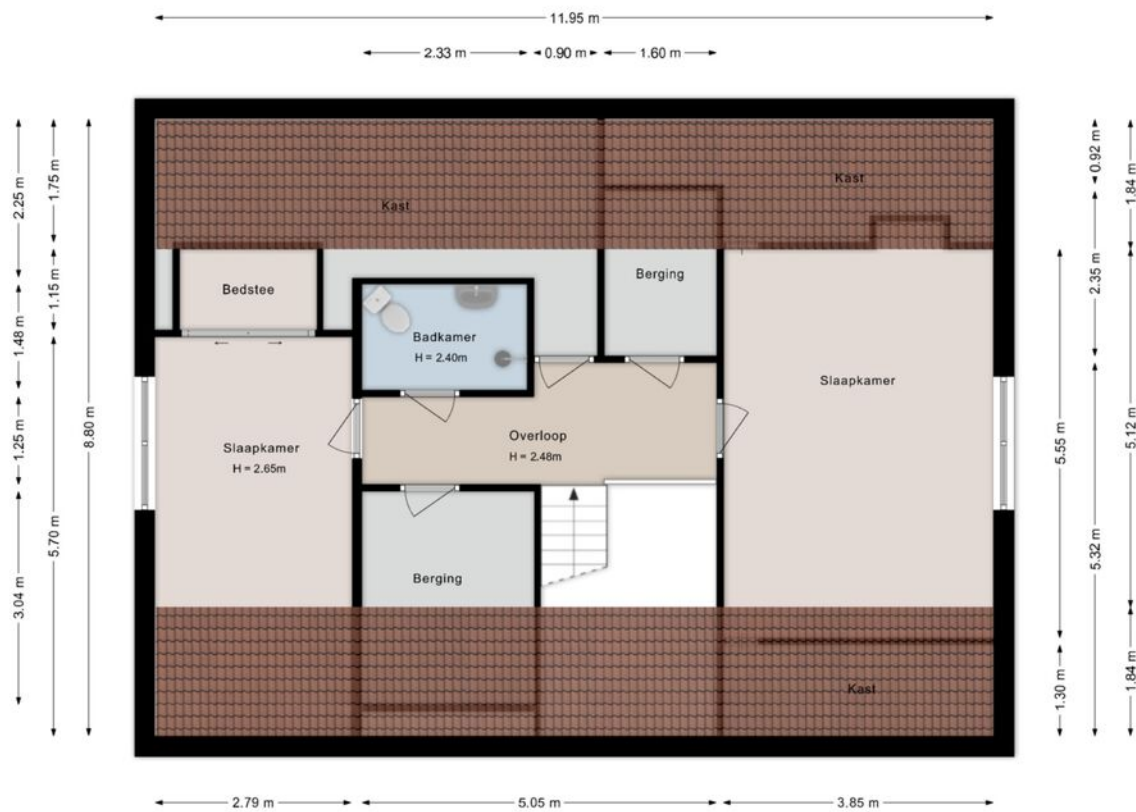 11.95 m
2.33 m
0.90 m
1.60 m
2.25 m
1.48 m
1.25 m
3.04 m
1.75 m
1.15 m
5.70 m
8.80 m
Kast
Kast
Bedstee
Berging
Badkamer
H = 2.40m
Slaapkamer
Overloop
H = 2.48m
Slaapkamer
H = 2.65m
Berging
Kast
5.55 m
1.30 m
0.92 m
2.35 m
5.32 m
1.84 m
5.12 m
1.84 m
2.79 m
5.05 m
3.85 m